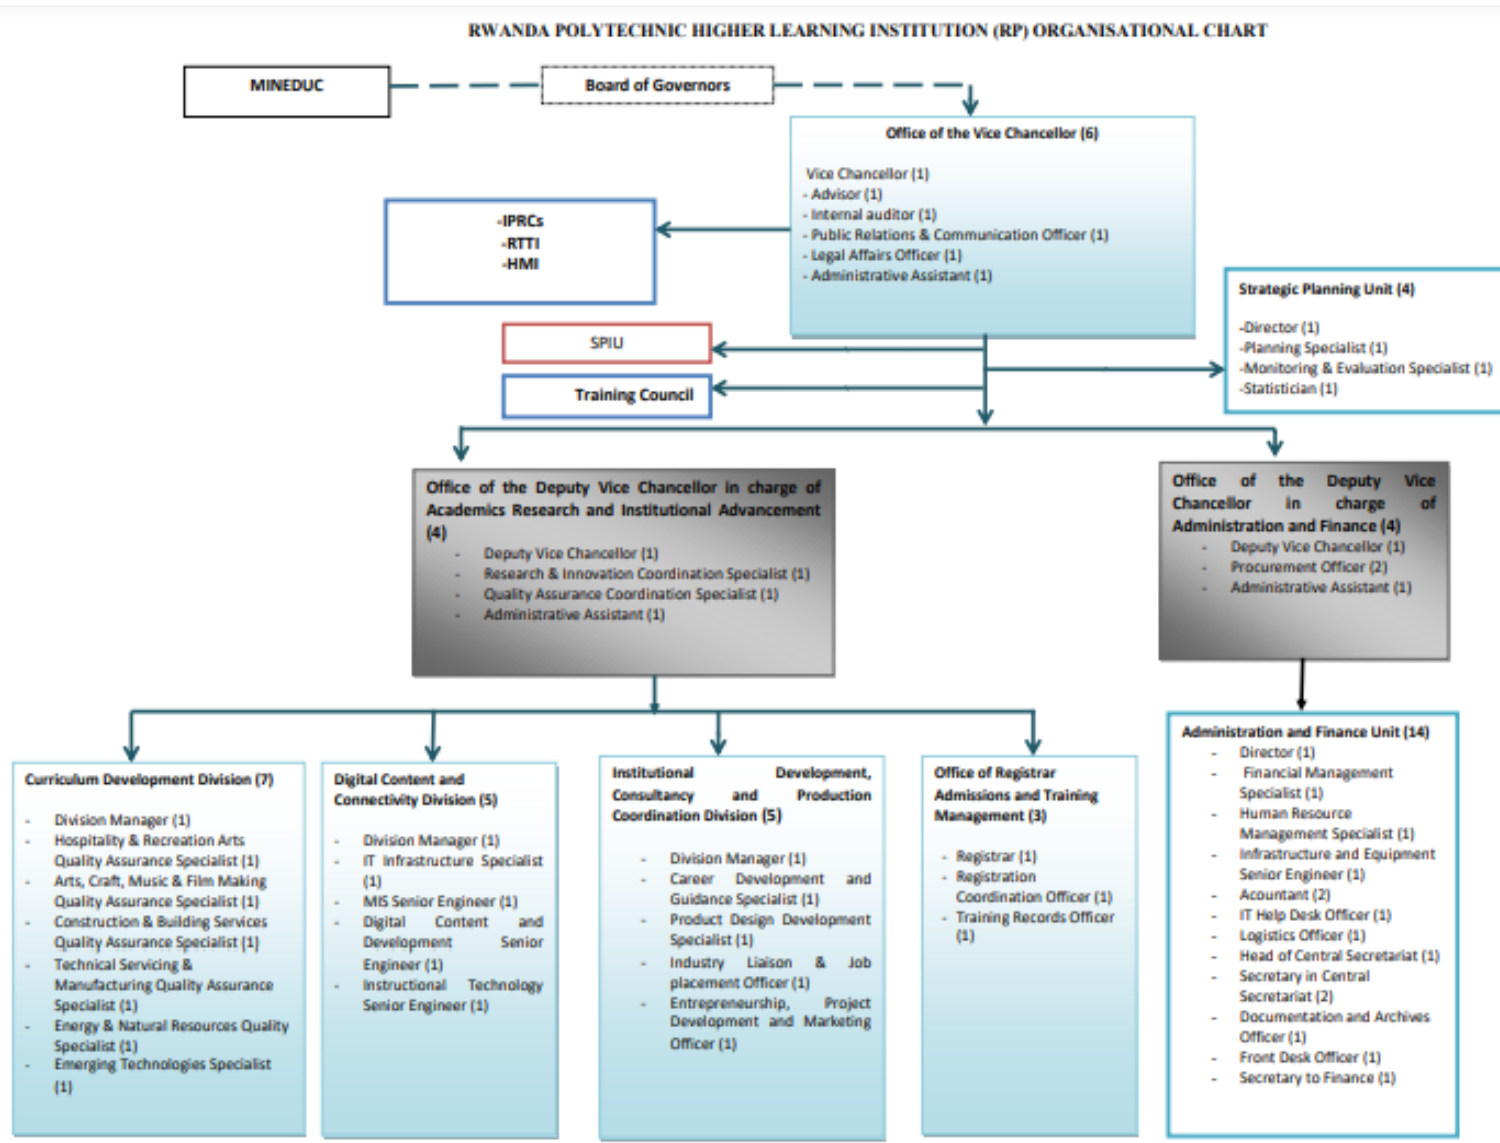 RWANDA POLYTECHNIC HIGHER LEARNING INSTITUTION (RP) ORGANISATIONAL CHART
MINEDUC
Board of Governors
Office of the Vice Chancellor (6)
Vice Chancellor (1)
- Advisor (1)
- Internal auditor (1)
- Public Relations & Communication Officer (1)
- Legal Affairs Officer (1)
- Administrative Assistant (1)
-IPRCs
-RTTI
-HMI
SPIU
Training Council
Strategic Planning Unit (4)
-Director (1)
-Planning Specialist (1)
-Monitoring & Evaluation Specialist (1)
-Statistician (1)
Office of the Deputy Vice Chancellor in charge of
Academics Research and Institutional Advancement
(4)
- Deputy Vice Chancellor (1)
- Research & Innovation Coordination Specialist (1)
- Quality Assurance Coordination Specialist (1)
- Administrative Assistant (1)
Office of the Deputy Vice
Chancellor in charge of
Administration and Finance (4)
- Deputy Vice Chancellor (1)
- Procurement Officer (2)
- Administrative Assistant (1)
Curriculum Development Division (7)
- Division Manager (1)
- Hospitality & Recreation Arts
Quality Assurance Specialist (1)
- Arts, Craft, Music & Film Making
Quality Assurance Specialist (1)
- Construction & Building Services
Quality Assurance Specialist (1)
- Technical Servicing &
Manufacturing Quality Assurance
Specialist (1)
- Energy & Natural Resources Quality
Specialist (1)
- Emerging Technologies Specialist
(1)
Digital Content and
Connectivity Division (5)
- Division Manager (1)
- IT Infrastructure Specialist
(1)
- MIS Senior Engineer (1)
- Digital Content and
Development Senior
Engineer (1)
- Instructional Technology
Senior Engineer (1)
Institutional Development,
Consultancy and Production
Coordination Division (5)
- Division Manager (1)
- Career Development and
Guidance Specialist (1)
- Product Design Development
Specialist (1)
- Industry Liaison & Job
placement Officer (1)
- Entrepreneurship, Project
Development and Marketing
Officer (1)
Office of Registrar
Admissions and Training
Management (3)
- Registrar (1)
- Registration
Coordination Officer (1)
- Training Records Officer
(1)
Administration and Finance Unit (14)
- Director (1)
- Financial Management
Specialist (1)
- Human Resource
Management Specialist (1)
- Infrastructure and Equipment
Senior Engineer (1)
- Acountant (2)
- IT Help Desk Officer (1)
- Logistics Officer (1)
- Head of Central Secretariat (1)
- Secretary in Central
Secretariat (2)
- Documentation and Archives
Officer (1)
- Front Desk Officer (1)
- Secretary to Finance (1)